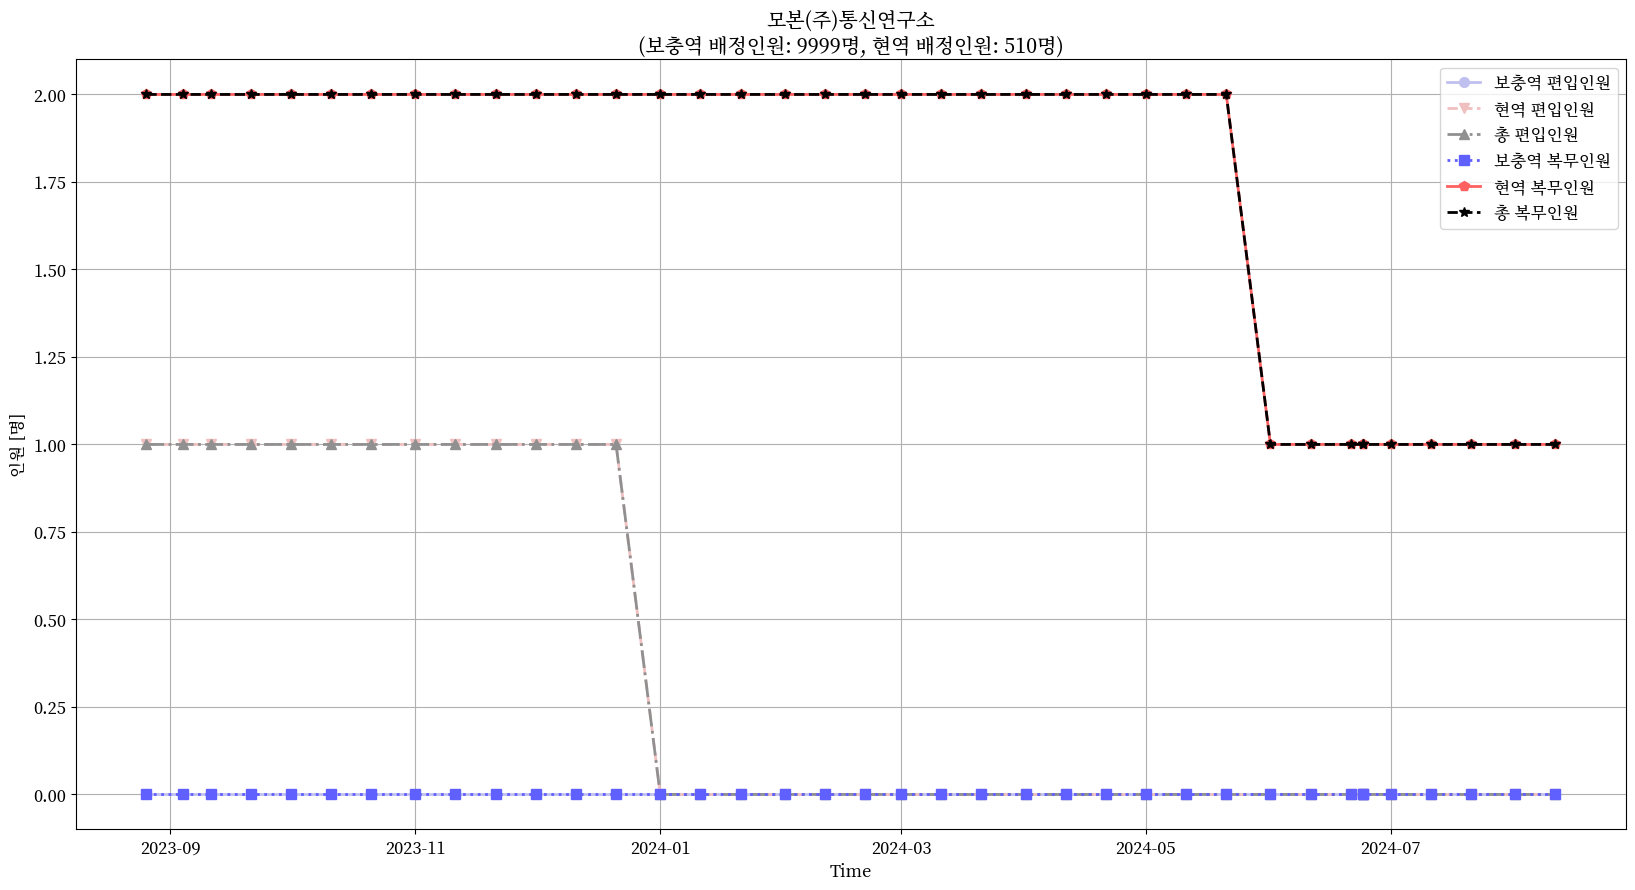 모본(주)통신연구소
(보충역 배정인원: 9999명, 현역 배정인원: 510명)
보충역 편입인원
현역 편입인원
총 편입인원
보충역 복무인원
현역 복무인원
총 복무인원
2.00
1.75
1.50
1.25
1.00
0.75
0.50
0.25
0.00
인원 [명]
2023-09
2023-11
2024-01
2024-03
2024-05
2024-07
Time